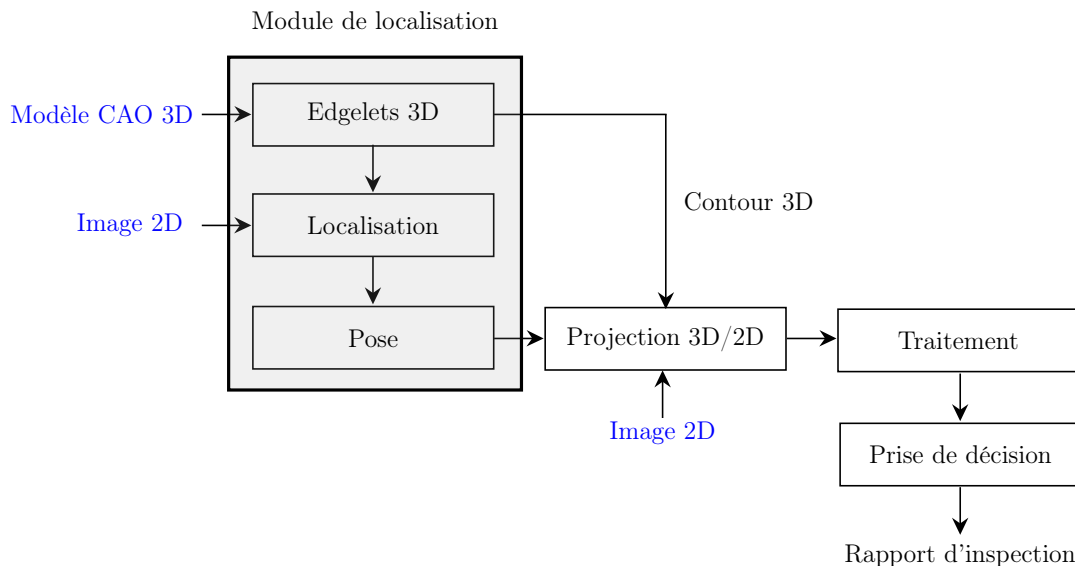 Module de localisation
Modèle CAO 3D
Edgelets 3D
Contour 3D
Image 2D
Localisation
Pose
Projection 3D/2D
Traitement
Image 2D
Prise de décision
Rapport d'inspection